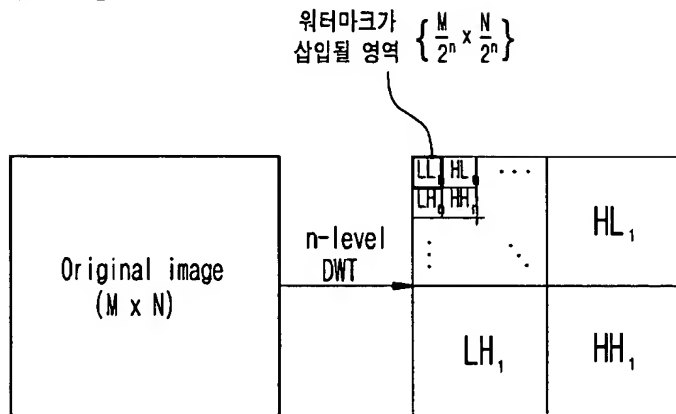 워터마크가
삽입될 영역 { M/2ⁿ x N/2ⁿ }
LLₙ HLₙ ...
LHₙ HHₙ
HL₁
n-level
DWT
Original image
(M x N)
LH₁
HH₁